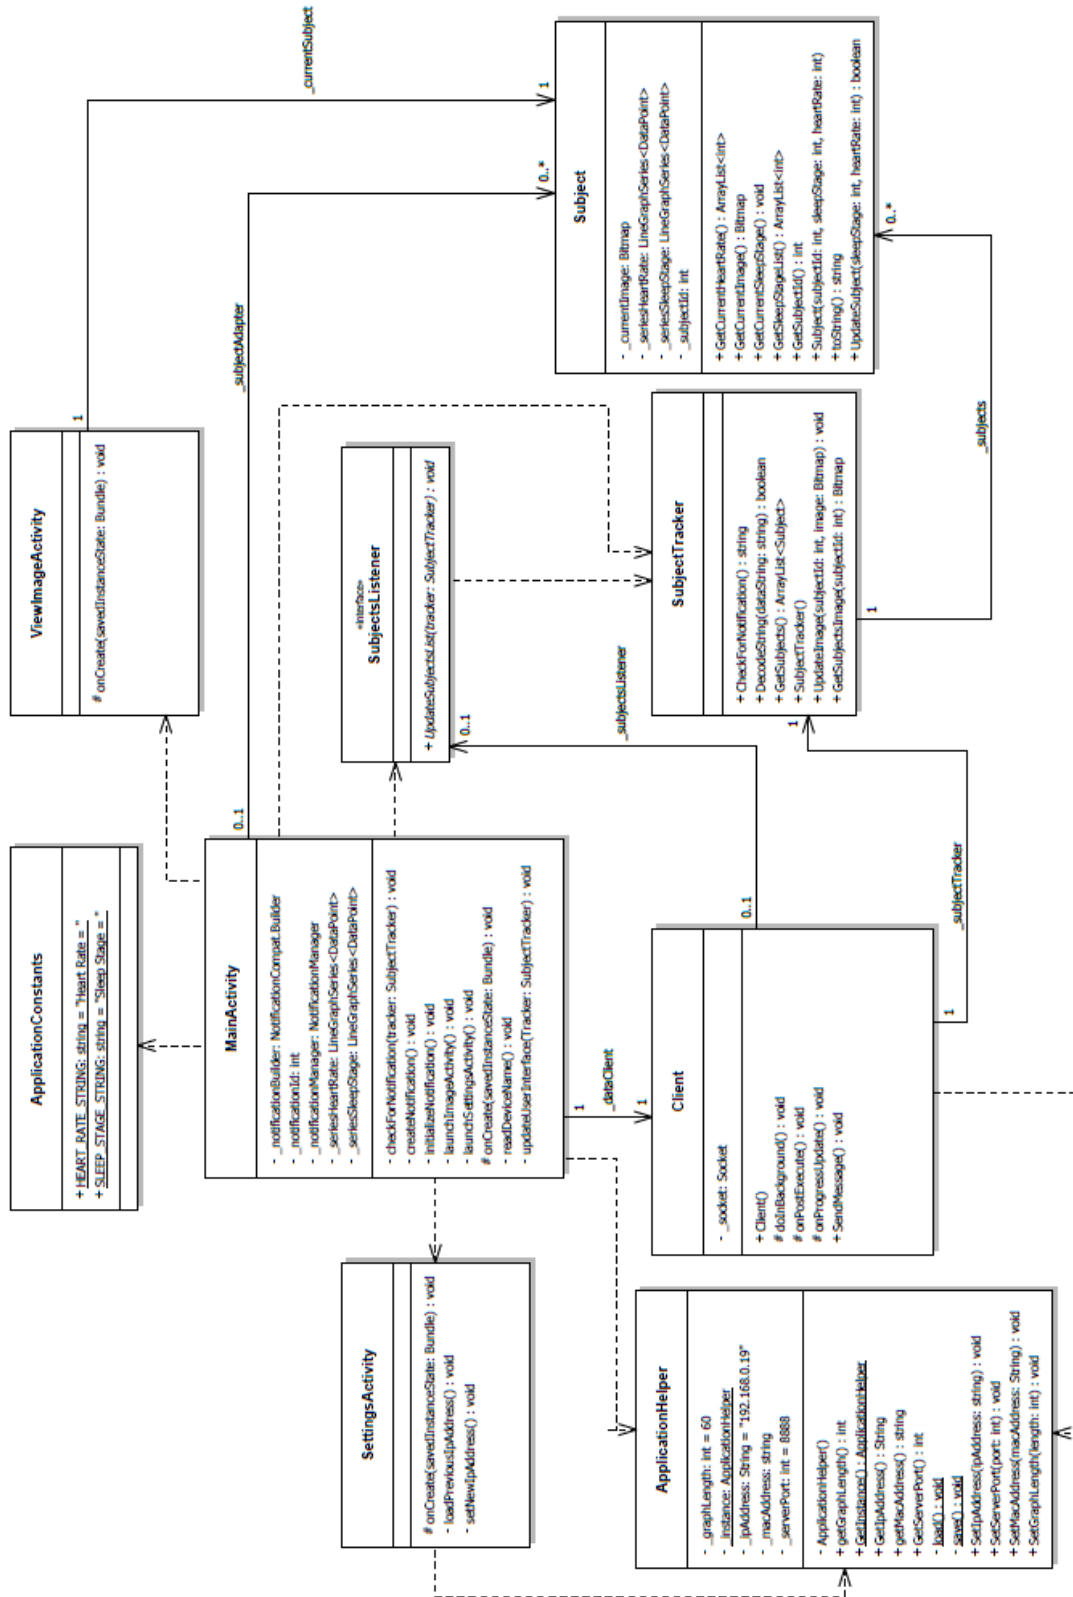 ApplicationConstants
+ HEART_RATE_STRING: string = "Heart Rate = "
+ SLEEP_STAGE_STRING: string = "Sleep Stage = "
ViewImageActivity
# onCreate(savedInstanceState: Bundle) : void
1
_currentSubject
1
SettingsActivity
# onCreate(savedInstanceState: Bundle) : void
- loadPreviousIpAddress() : void
- setNewIpAddress() : void
MainActivity
- _notificationBuilder: NotificationCompat.Builder
- _notificationId: int
- _notificationManager: NotificationManager
- _seriesHeartRate: LineGraphSeries<DataPoint>
- _seriesSleepStage: LineGraphSeries<DataPoint>
- checkForNotification(tracker: SubjectTracker) : void
- createNotification() : void
- initializeNotification() : void
- launchImageActivity() : void
- launchSettingsActivity() : void
# onCreate(savedInstanceState: Bundle) : void
- readDeviceName() : void
- updateUserInterface(Tracker: SubjectTracker) : void
0..1
_subjectAdapter
0..*
«interface»
SubjectsListener
+ UpdateSubjectsList(tracker: SubjectTracker) : void
0..1
_subjectsListener
0..1
1
_dataClient
1
ApplicationHelper
- _graphLength: int = 60
- _instance: ApplicationHelper
- _ipAddress: String = "192.168.0.19"
- _macAddress: string
- _serverPort: int = 8888
- ApplicationHelper()
+ getGraphLength() : int
+ GetInstance() : ApplicationHelper
+ GetIpAddress() : String
+ getMacAddress() : string
+ GetServerPort() : int
- load() : void
- save() : void
+ SetIpAddress(ipAddress: string) : void
+ SetServerPort(port: int) : void
+ SetMacAddress(macAddress: String) : void
+ SetGraphLength(length: int) : void
Client
- _socket: Socket
+ Client()
# doInBackground() : void
# onPostExecute() : void
# onProgressUpdate() : void
+ SendMessage() : void
1
_subjectTracker
1
SubjectTracker
+ CheckForNotification() : string
+ DecodeString(dataString: string) : boolean
+ GetSubjects() : ArrayList<Subject>
+ SubjectTracker()
+ UpdateImage(subjectId: int, image: Bitmap) : void
+ GetSubjectsImage(subjectId: int) : Bitmap
1
_subjects
0..*
Subject
- _currentImage: Bitmap
- _seriesHeartRate: LineGraphSeries<DataPoint>
- _seriesSleepStage: LineGraphSeries<DataPoint>
- _subjectId: int
+ GetCurrentHeartRate() : ArrayList<int>
+ GetCurrentImage() : Bitmap
+ GetCurrentSleepStage() : void
+ GetSleepStageList() : ArrayList<int>
+ GetSubjectId() : int
+ Subject(subjectId: int, sleepStage: int, heartRate: int)
+ toString() : string
+ UpdateSubject(sleepStage: int, heartRate: int) : boolean